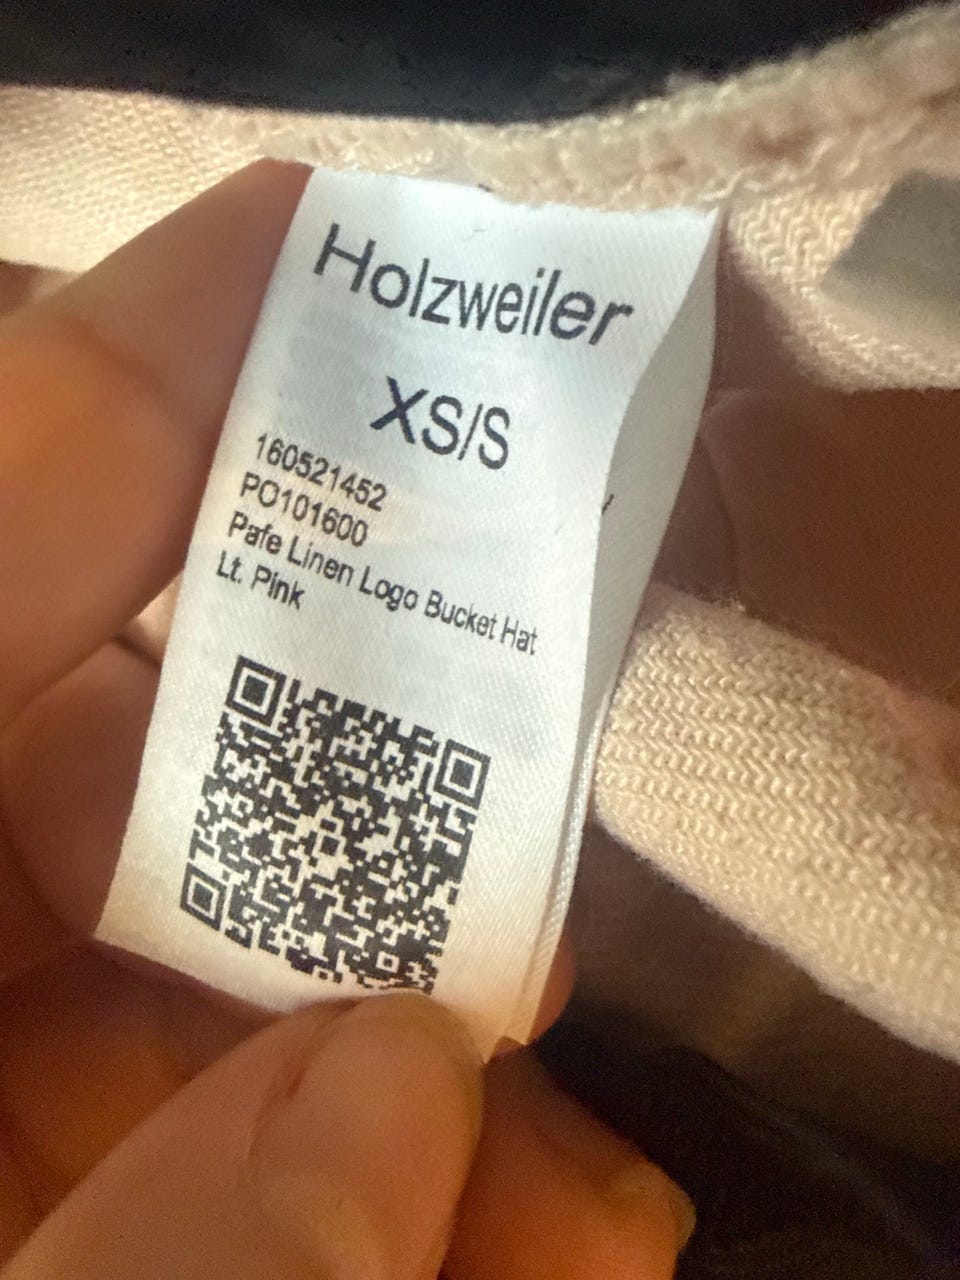 Holzweiler
XS/S
160521452
PO101600
Pafe Linen Logo Bucket Hat
Lt. Pink